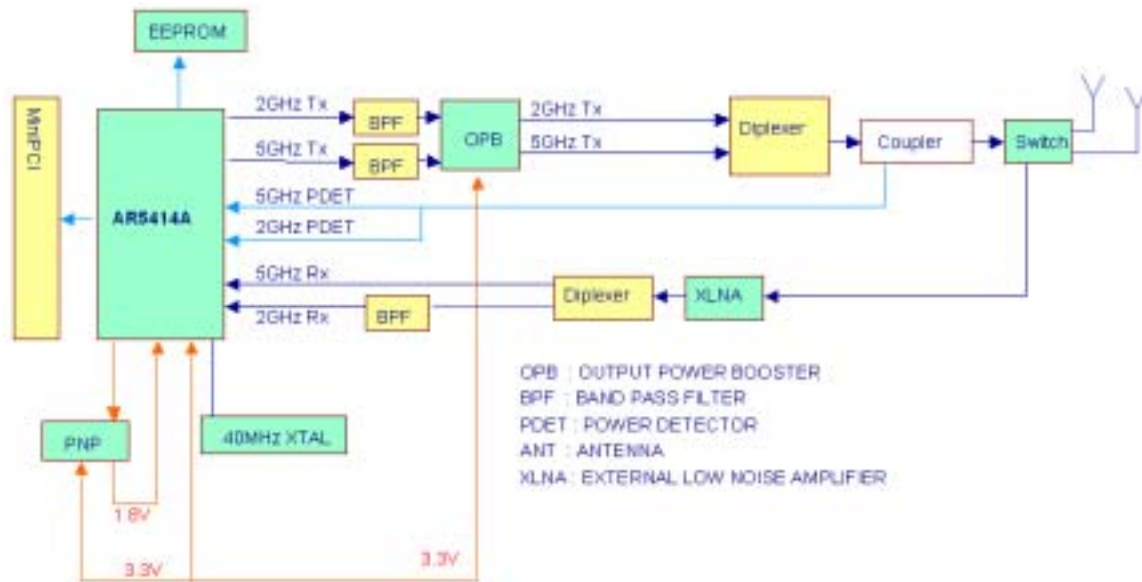 EEPROM
MiniPCI
AR5414A
2GHz Tx
BPF
5GHz Tx
BPF
OPB
2GHz Tx
5GHz Tx
Diplexer
Coupler
Switch
5GHz PDET
2GHz PDET
5GHz Rx
2GHz Rx
BPF
Diplexer
XLNA
OPB : OUTPUT POWER BOOSTER
BPF : BAND PASS FILTER
PDET : POWER DETECTOR
ANT : ANTENNA
XLNA : EXTERNAL LOW NOISE AMPLIFIER
PNP
40MHz XTAL
1.8V
3.3V
3.3V